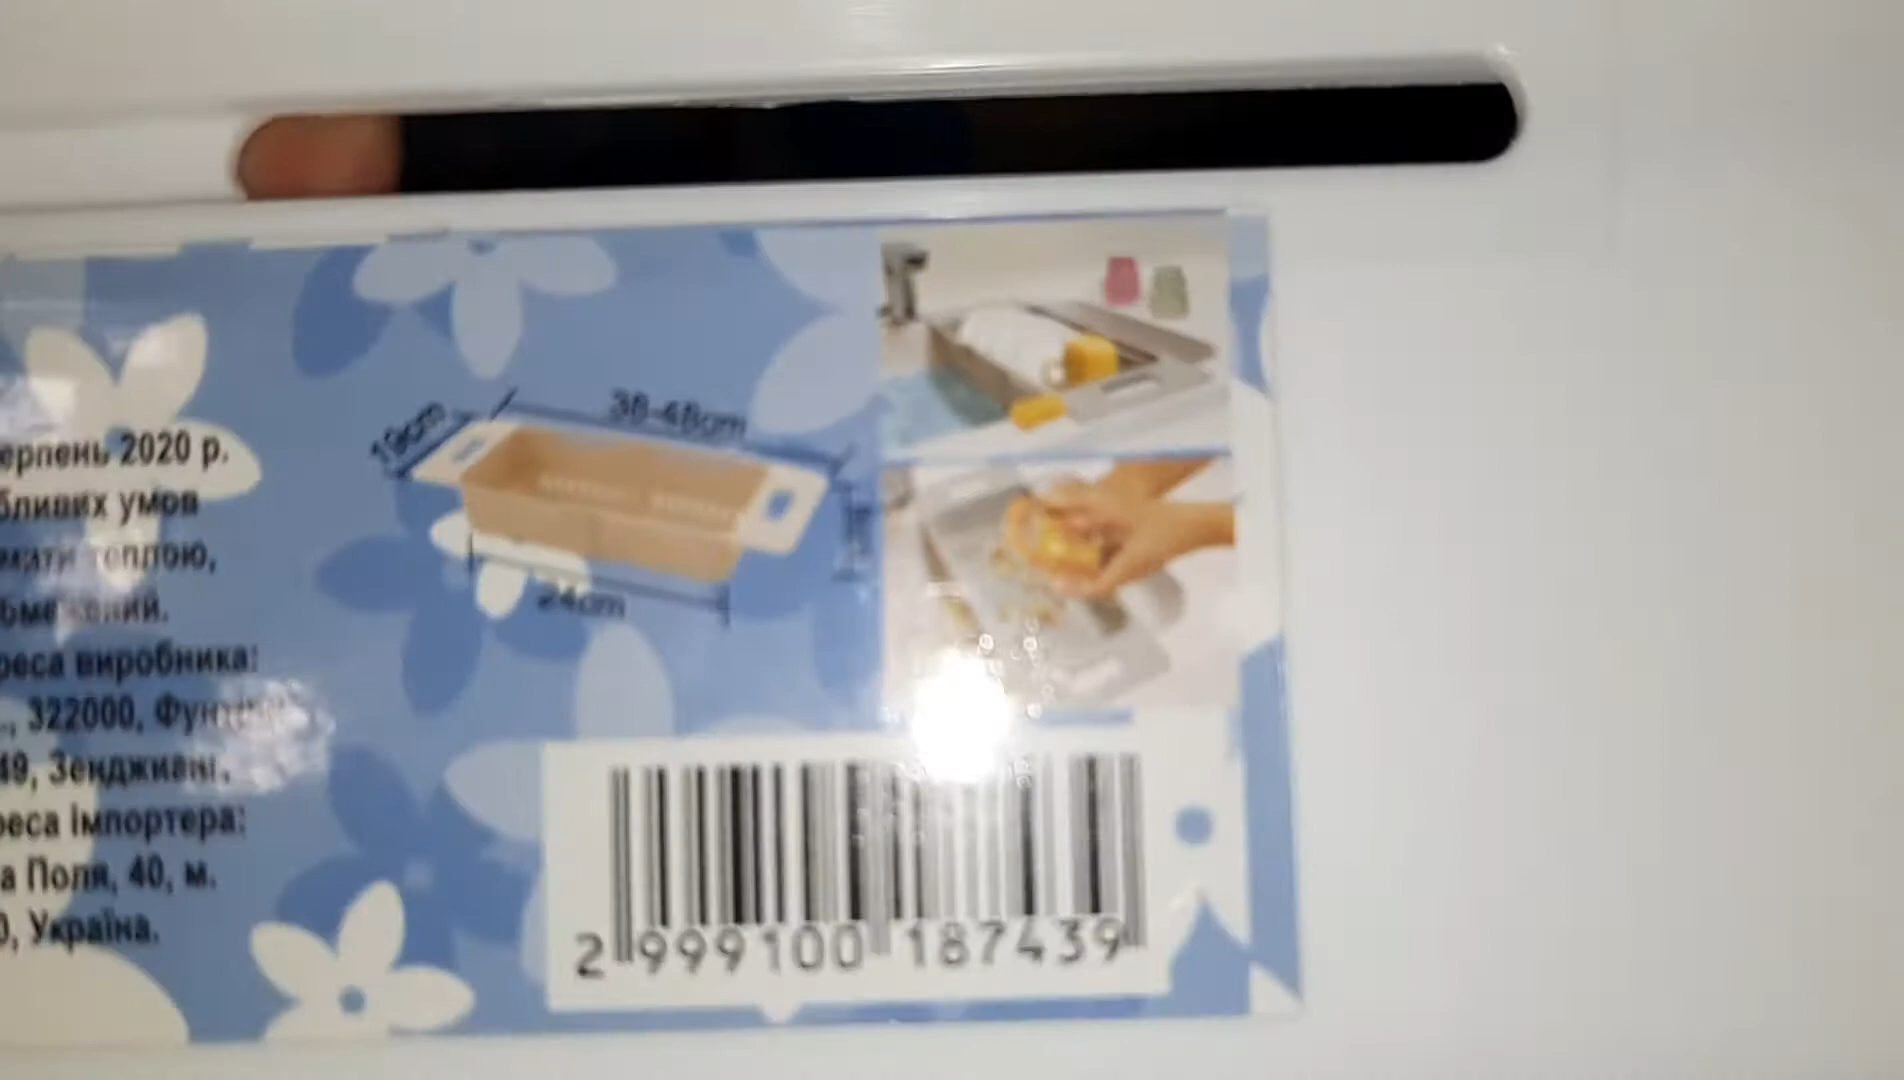 ерпень 2020 р.
бливих умов
мати теплою,
реса виробника:
., 322000,
49, Зенджиані.
реса імпортера:
а Поля, 40, м.
0, Україна.
19cm
38-48cm
24cm
2 999100 187439